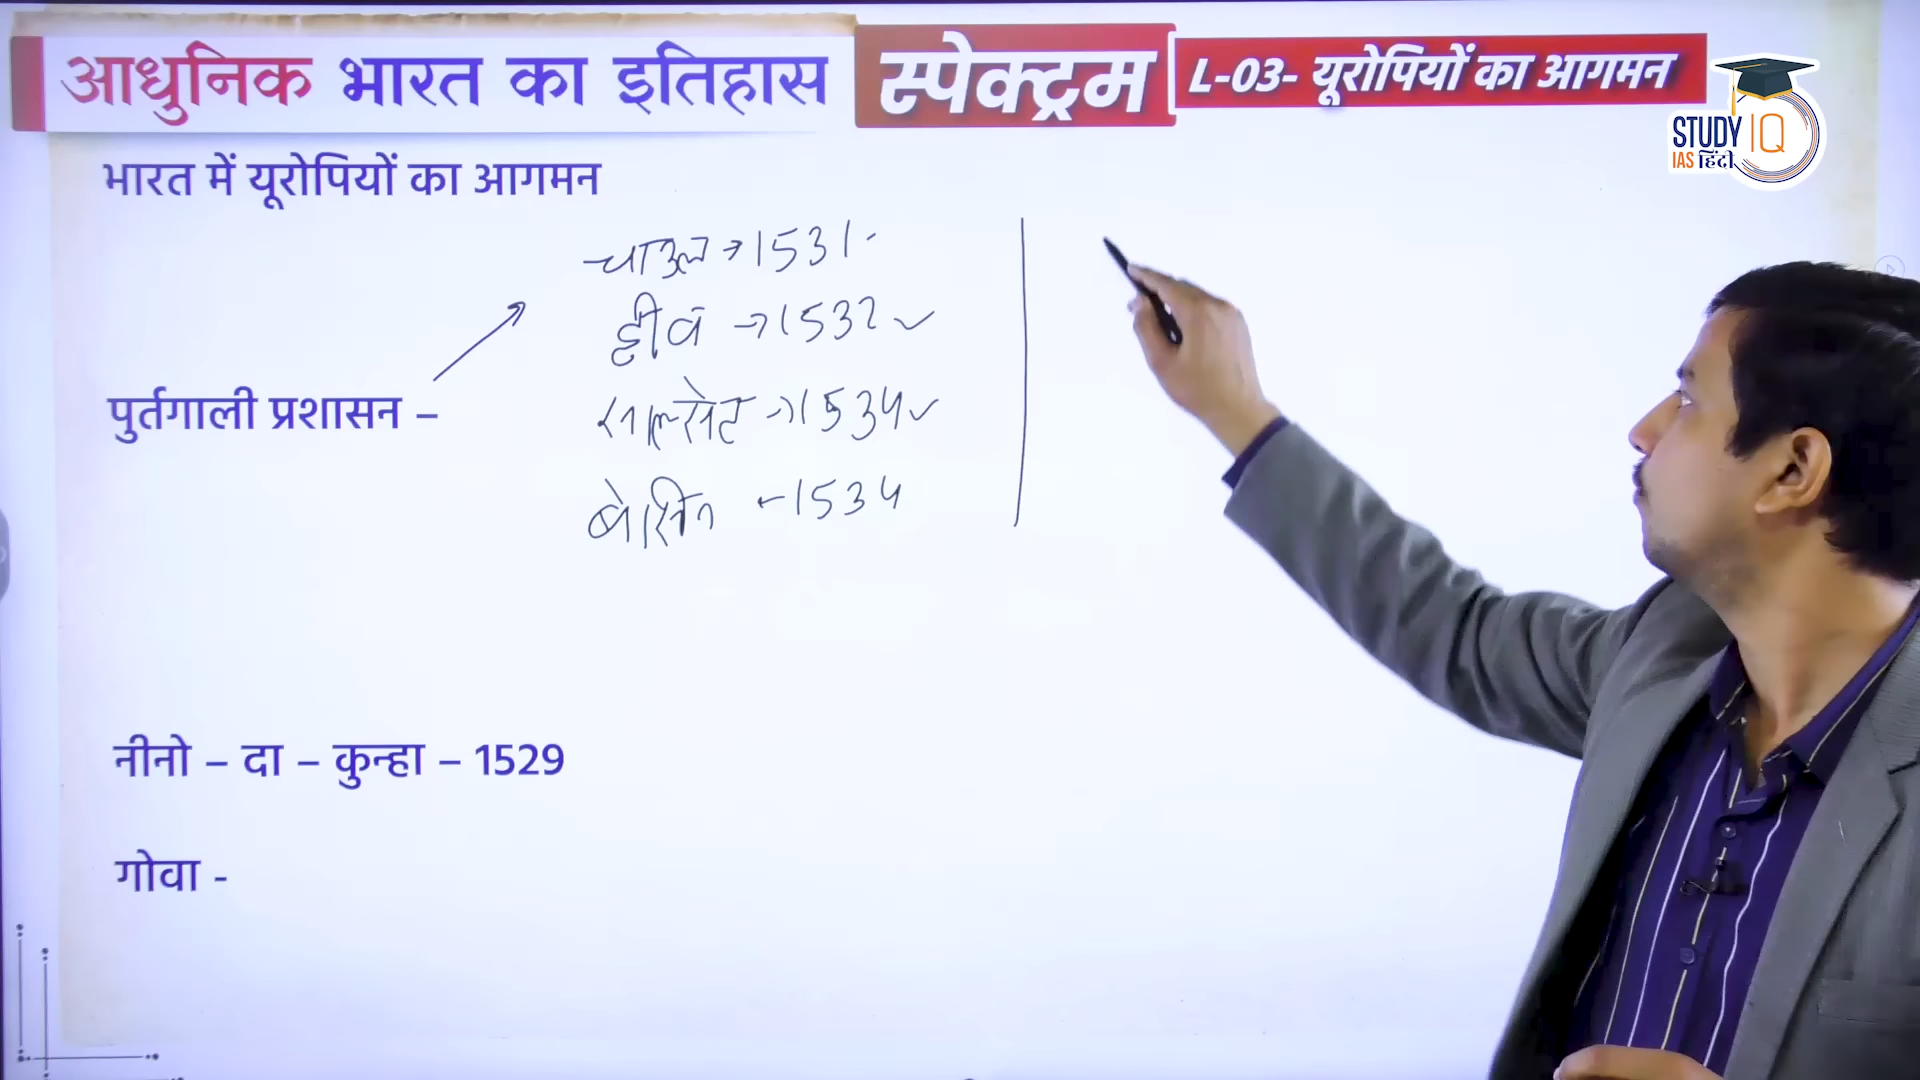 आधुनिक भारत का इतिहास स्पेक्ट्रम L-03- यूरोपियों का आगमन
STUDY IQ
IAS हिंदी
भारत में यूरोपियों का आगमन
चाउल → 1531
द्वीव → 1532 ✓
साल्सेट → 1534 ✓
पुर्तगाली प्रशासन –
बेसिन - 1534
नीनो – दा – कुन्हा – 1529
गोवा -